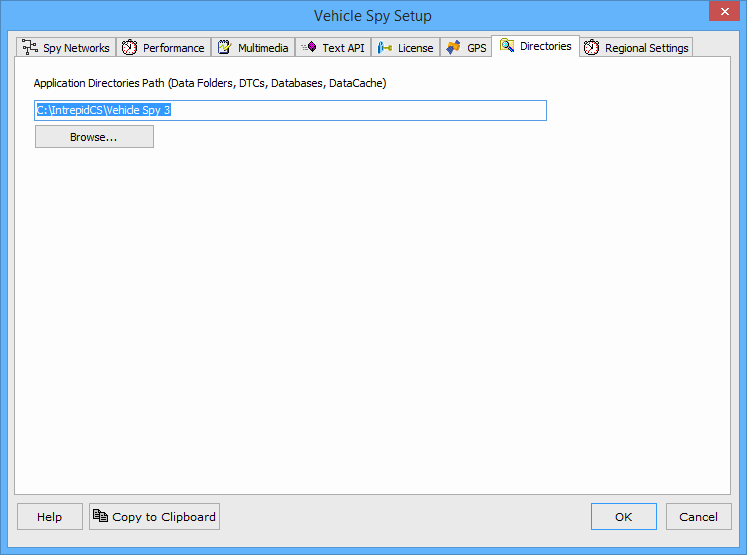 Vehicle Spy Setup
Spy Networks Performance Multimedia Text API License GPS Directories Regional Settings
Application Directories Path (Data Folders, DTCs, Databases, DataCache)
C:\IntrepidCS\Vehicle Spy 3
Browse...
Help Copy to Clipboard OK Cancel